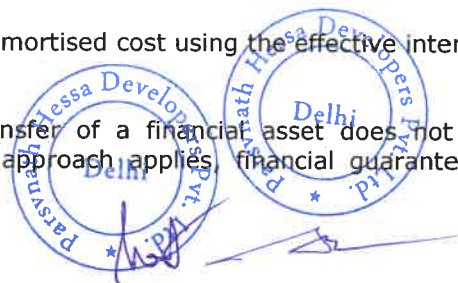 mortised cost using the effective inter
nsfer of a financial asset does not
approach applies, financial guarante
Parsvnath Hessa Developers Pvt. Ltd.
Delhi
Parsvnath Hessa Developers Pvt. Ltd.
Delhi